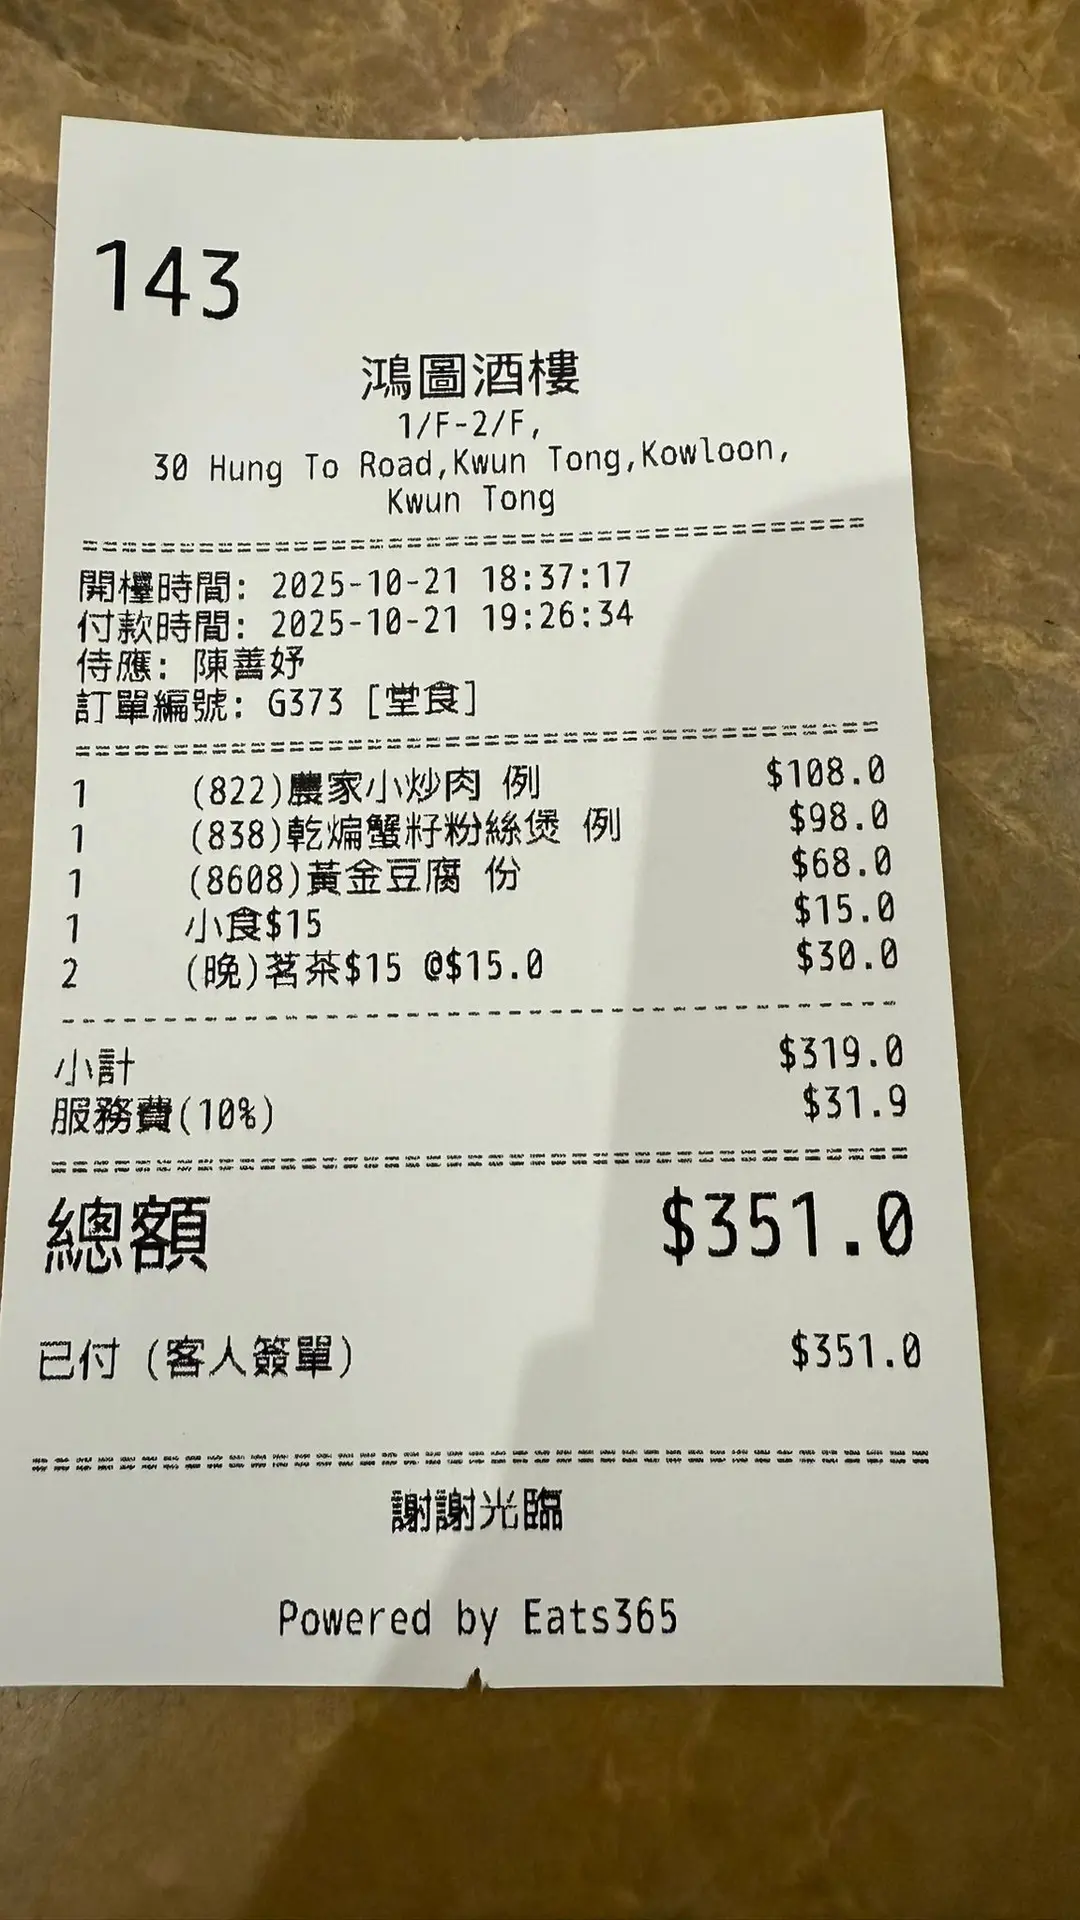 143
鴻圖酒樓
1/F-2/F,
30 Hung To Road,Kwun Tong,Kowloon,
Kwun Tong
開檯時間: 2025-10-21 18:37:17
付款時間: 2025-10-21 19:26:34
侍應: 陳善妤
訂單編號: G373 [堂食]
1 (822)農家小炒肉 例 $108.0
1 (838)乾煸蟹籽粉絲煲 例 $98.0
1 (8608)黃金豆腐 份 $68.0
1 小食$15 $15.0
2 (晚)茗茶$15 @$15.0 $30.0
小計 $319.0
服務費(10%) $31.9
總額 $351.0
已付 (客人簽單) $351.0
謝謝光臨
Powered by Eats365